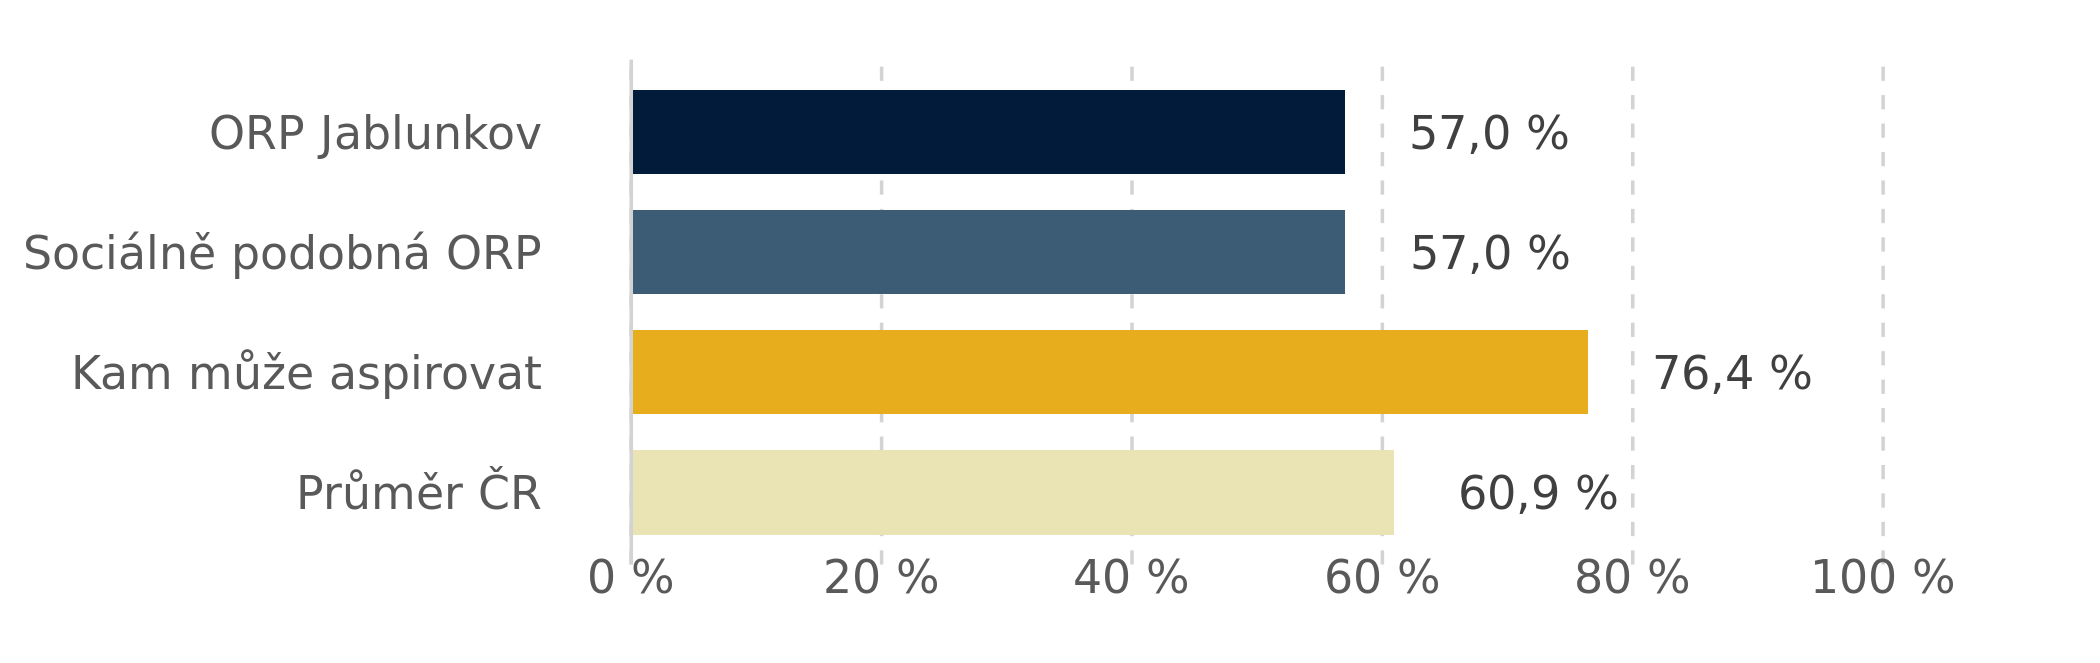 ORP Jablunkov 57,0 %
Sociálně podobná ORP 57,0 %
Kam může aspirovat 76,4 %
Průměr ČR 60,9 %
0 % 20 % 40 % 60 % 80 % 100 %